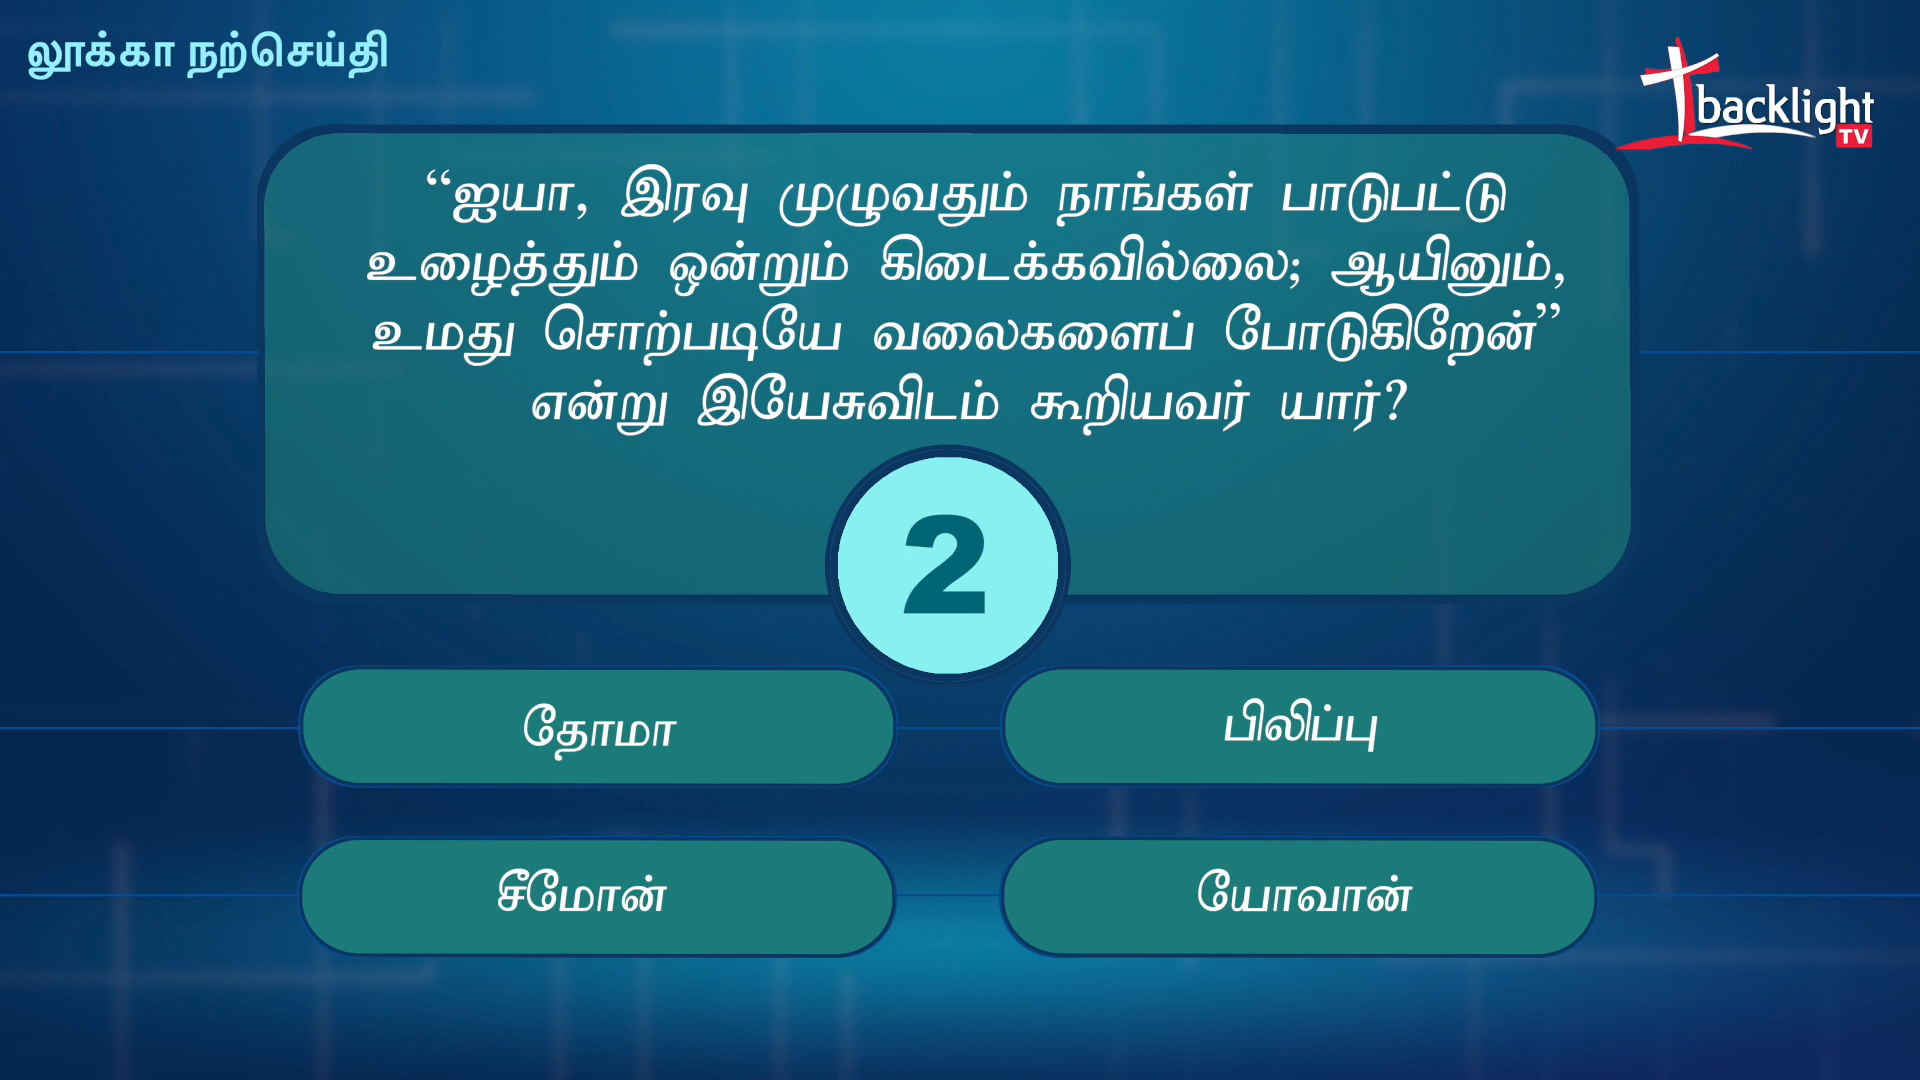 லூக்கா நற்செய்தி
backlight
TV
“ஐயா, இரவு முழுவதும் நாங்கள் பாடுபட்டு
உழைத்தும் ஒன்றும் கிடைக்கவில்லை; ஆயினும்,
உமது சொற்படியே வலைகளைப் போடுகிறேன்”
என்று இயேசுவிடம் கூறியவர் யார்?
2
தோமா
பிலிப்பு
சீமோன்
யோவான்